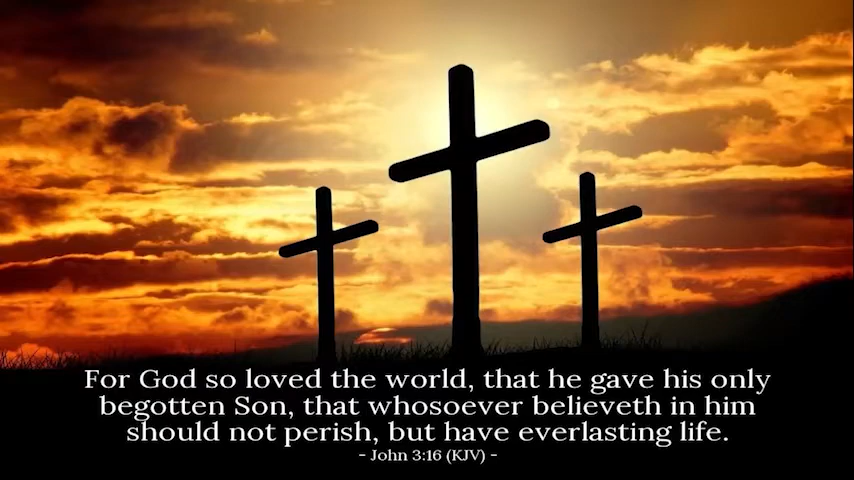 For God so loved the world, that he gave his only
begotten Son, that whosoever believeth in him
should not perish, but have everlasting life.
- John 3:16 (KJV) -